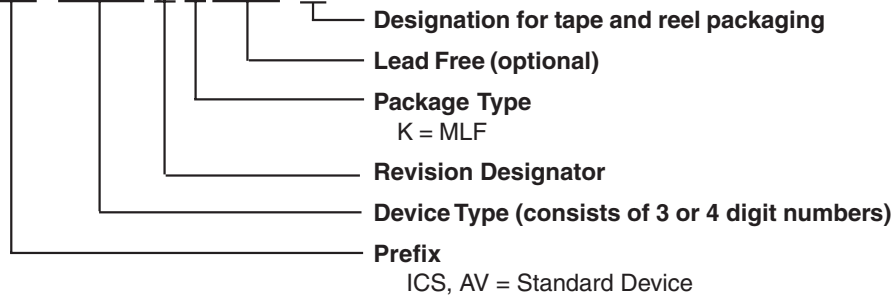 Designation for tape and reel packaging
Lead Free (optional)
Package Type
K = MLF
Revision Designator
Device Type (consists of 3 or 4 digit numbers)
Prefix
ICS, AV = Standard Device